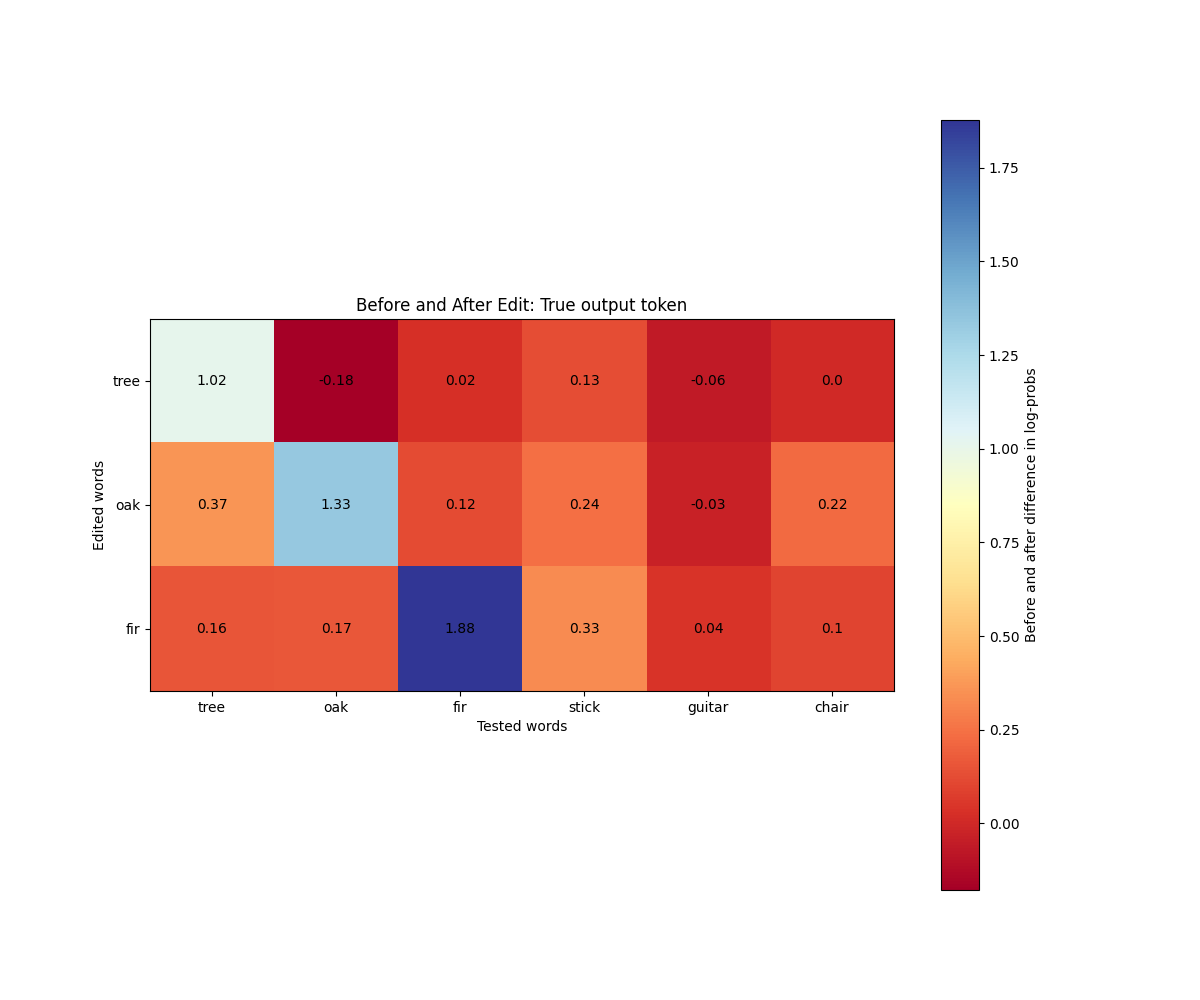 Before and After Edit: True output token
tree 1.02 -0.18 0.02 0.13 -0.06 0.0
oak 0.37 1.33 0.12 0.24 -0.03 0.22
fir 0.16 0.17 1.88 0.33 0.04 0.1
tree oak fir stick guitar chair
Tested words
Edited words
1.75
1.50
1.25
1.00
0.75
0.50
0.25
0.00
Before and after difference in log-probs